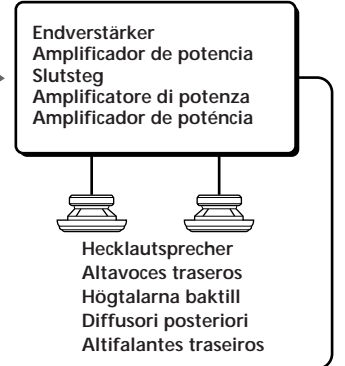 Endverstärker
Amplificador de potencia
Slutsteg
Amplificatore di potenza
Amplificador de poténcia
Hecklautsprecher
Altavoces traseros
Högtalarna baktill
Diffusori posteriori
Altifalantes traseiros